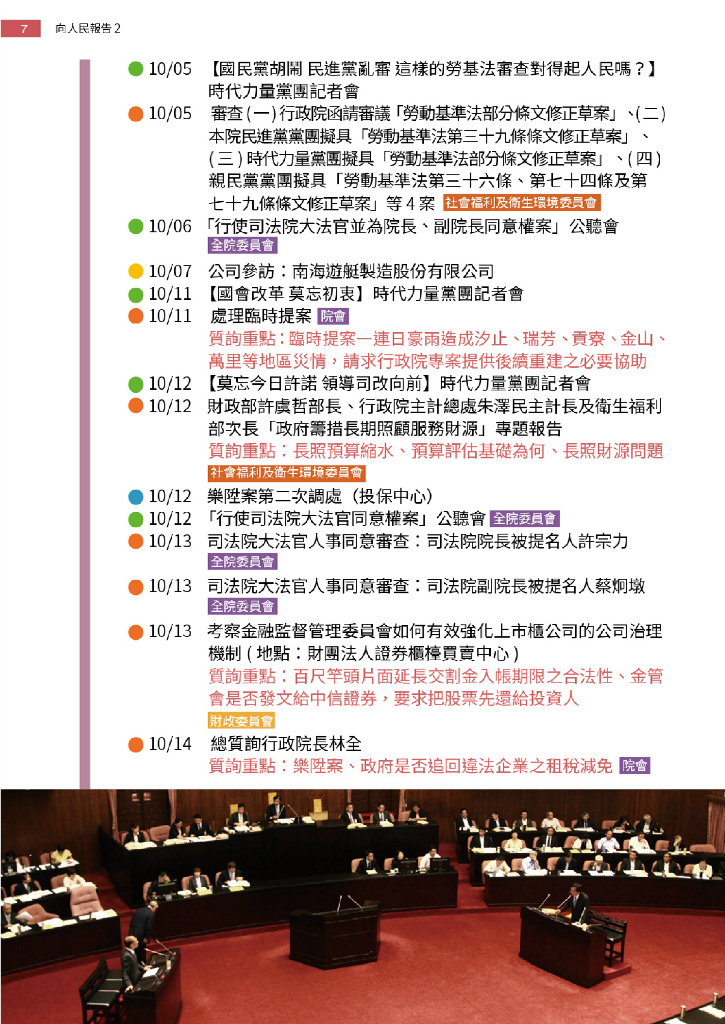 7 向人民報告 2
10/05 【國民黨胡鬧 民進黨亂審 這樣的勞基法審查對得起人民嗎？】
時代力量黨團記者會
10/05 審查 ( 一 ) 行政院函請審議「勞動基準法部分條文修正草案」、( 二 )
本院民進黨黨團擬具「勞動基準法第三十九條條文修正草案」、
( 三 ) 時代力量黨團擬具「勞動基準法部分條文修正草案」、( 四 )
親民黨黨團擬具「勞動基準法第三十六條、第七十四條及第
七十九條條文修正草案」等 4 案 社會福利及衛生環境委員會
10/06 「行使司法院大法官並為院長、副院長同意權案」公聽會
全院委員會
10/07 公司參訪：南海遊艇製造股份有限公司
10/11 【國會改革 莫忘初衷】時代力量黨團記者會
10/11 處理臨時提案 院會
質詢重點：臨時提案—連日豪雨造成汐止、瑞芳、貢寮、金山、
萬里等地區災情，請求行政院專案提供後續重建之必要協助
10/12 【莫忘今日許諾 領導司改向前】時代力量黨團記者會
10/12 財政部許虞哲部長、行政院主計總處朱澤民主計長及衛生福利
部次長「政府籌措長期照顧服務財源」專題報告
質詢重點：長照預算縮水、預算評估基礎為何、長照財源問題
社會福利及衛生環境委員會
10/12 樂陞案第二次調處（投保中心）
10/12 「行使司法院大法官同意權案」公聽會 全院委員會
10/13 司法院大法官人事同意審查：司法院院長被提名人許宗力
全院委員會
10/13 司法院大法官人事同意審查：司法院副院長被提名人蔡烱墩
全院委員會
10/13 考察金融監督管理委員會如何有效強化上市櫃公司的公司治理
機制 ( 地點：財團法人證券櫃檯買賣中心 )
質詢重點：百尺竿頭片面延長交割金入帳期限之合法性、金管
會是否發文給中信證券，要求把股票先還給投資人
財政委員會
10/14 總質詢行政院長林全
質詢重點：樂陞案、政府是否追回違法企業之租稅減免 院會